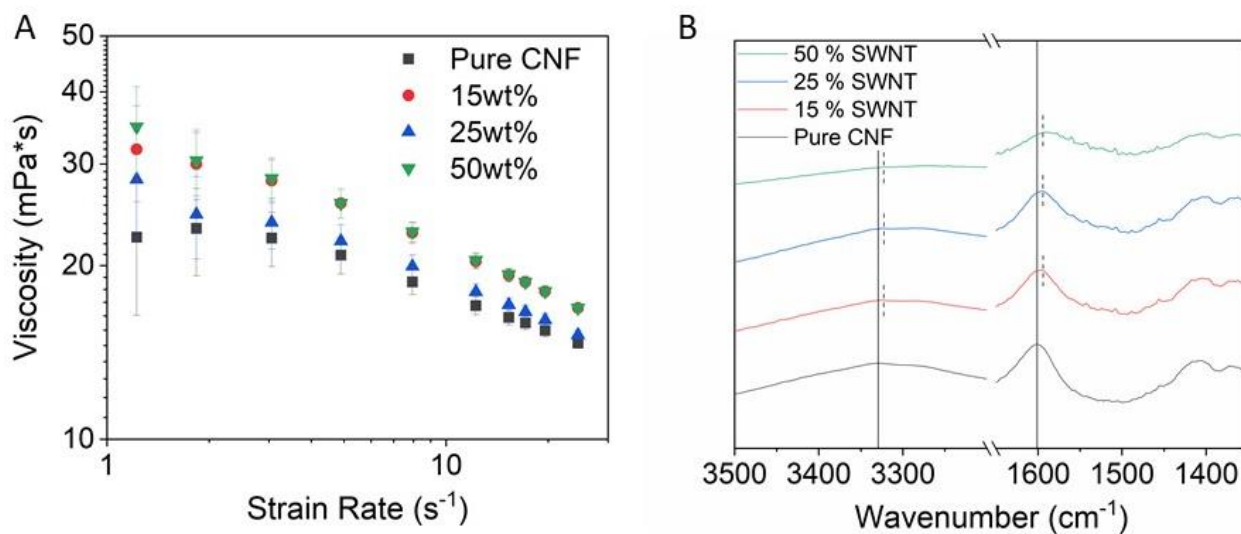 A
50
40
30
20
10
Viscosity (mPa*s)
Pure CNF
15wt%
25wt%
50wt%
1
10
Strain Rate (s⁻¹)
B
50 % SWNT
25 % SWNT
15 % SWNT
Pure CNF
3500
3400
3300
1600
1500
1400
Wavenumber (cm⁻¹)